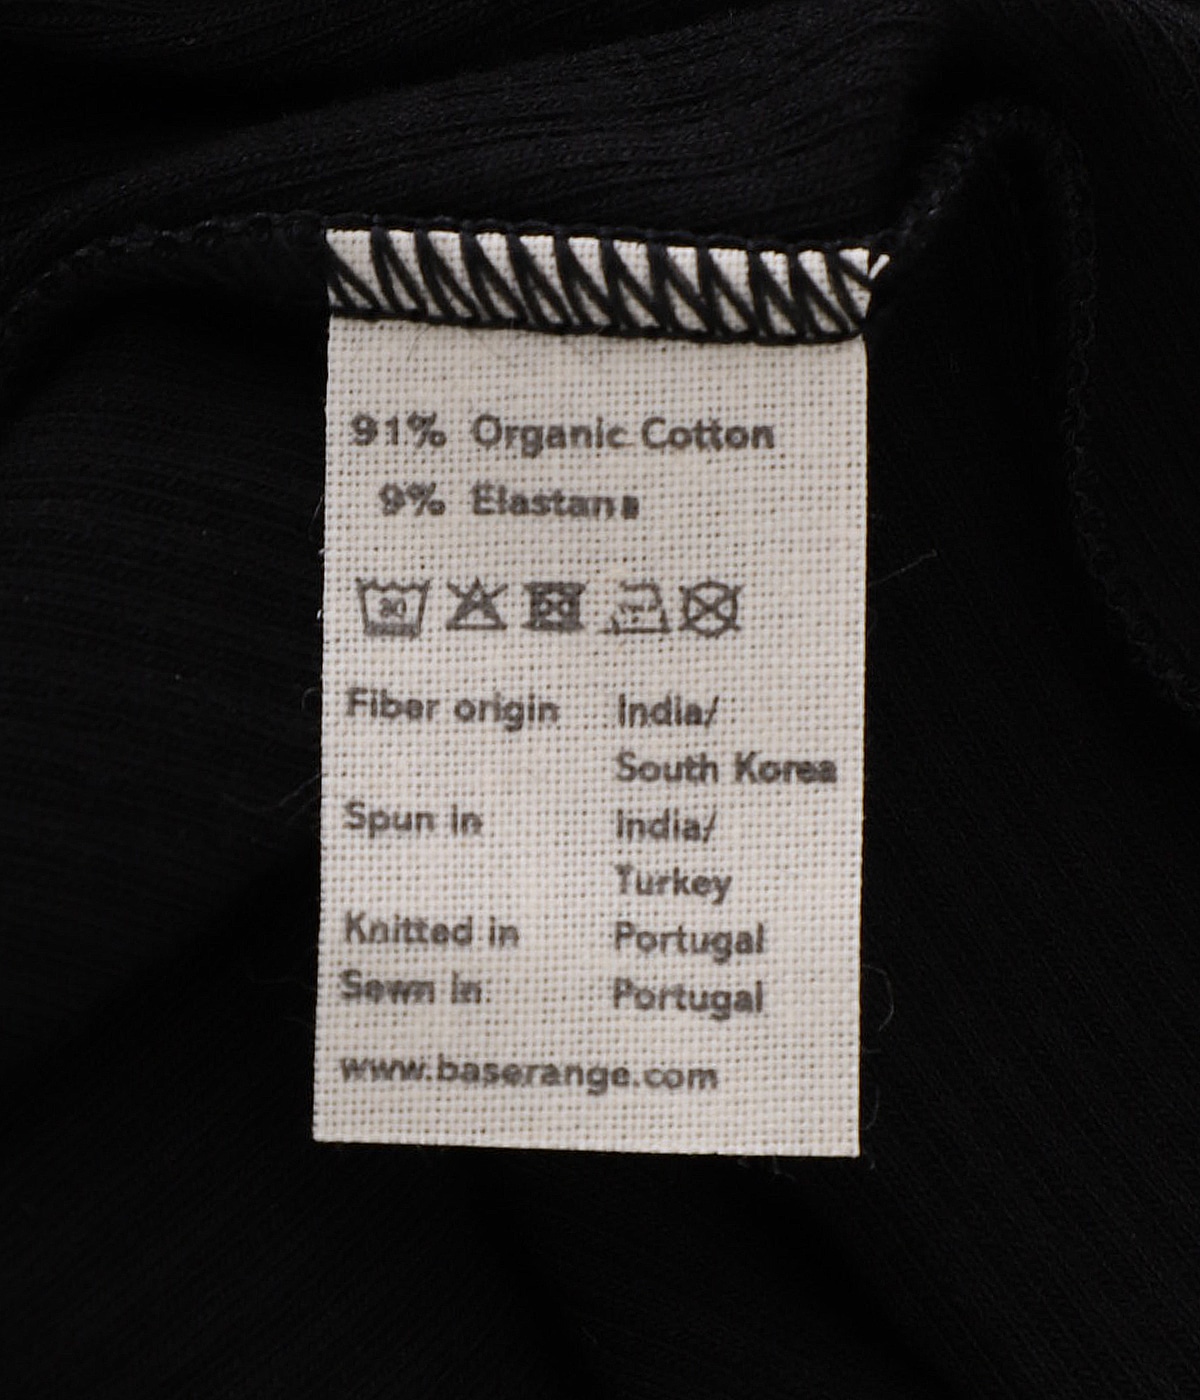 91% Organic Cotton
9% Elastane
30
Fiber origin India/
South Korea
Spun in India/
Turkey
Knitted in Portugal
Sewn in Portugal
www.baserange.com